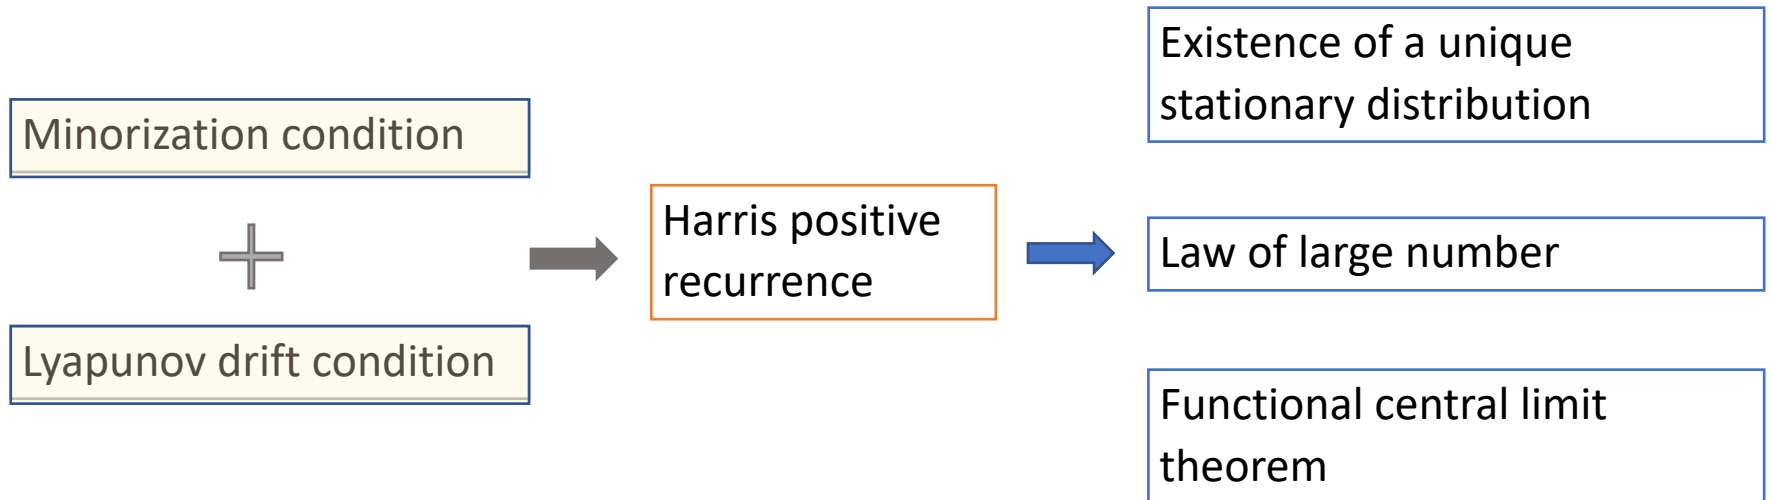 Minorization condition
Lyapunov drift condition
Harris positive
recurrence
Existence of a unique
stationary distribution
Law of large number
Functional central limit
theorem